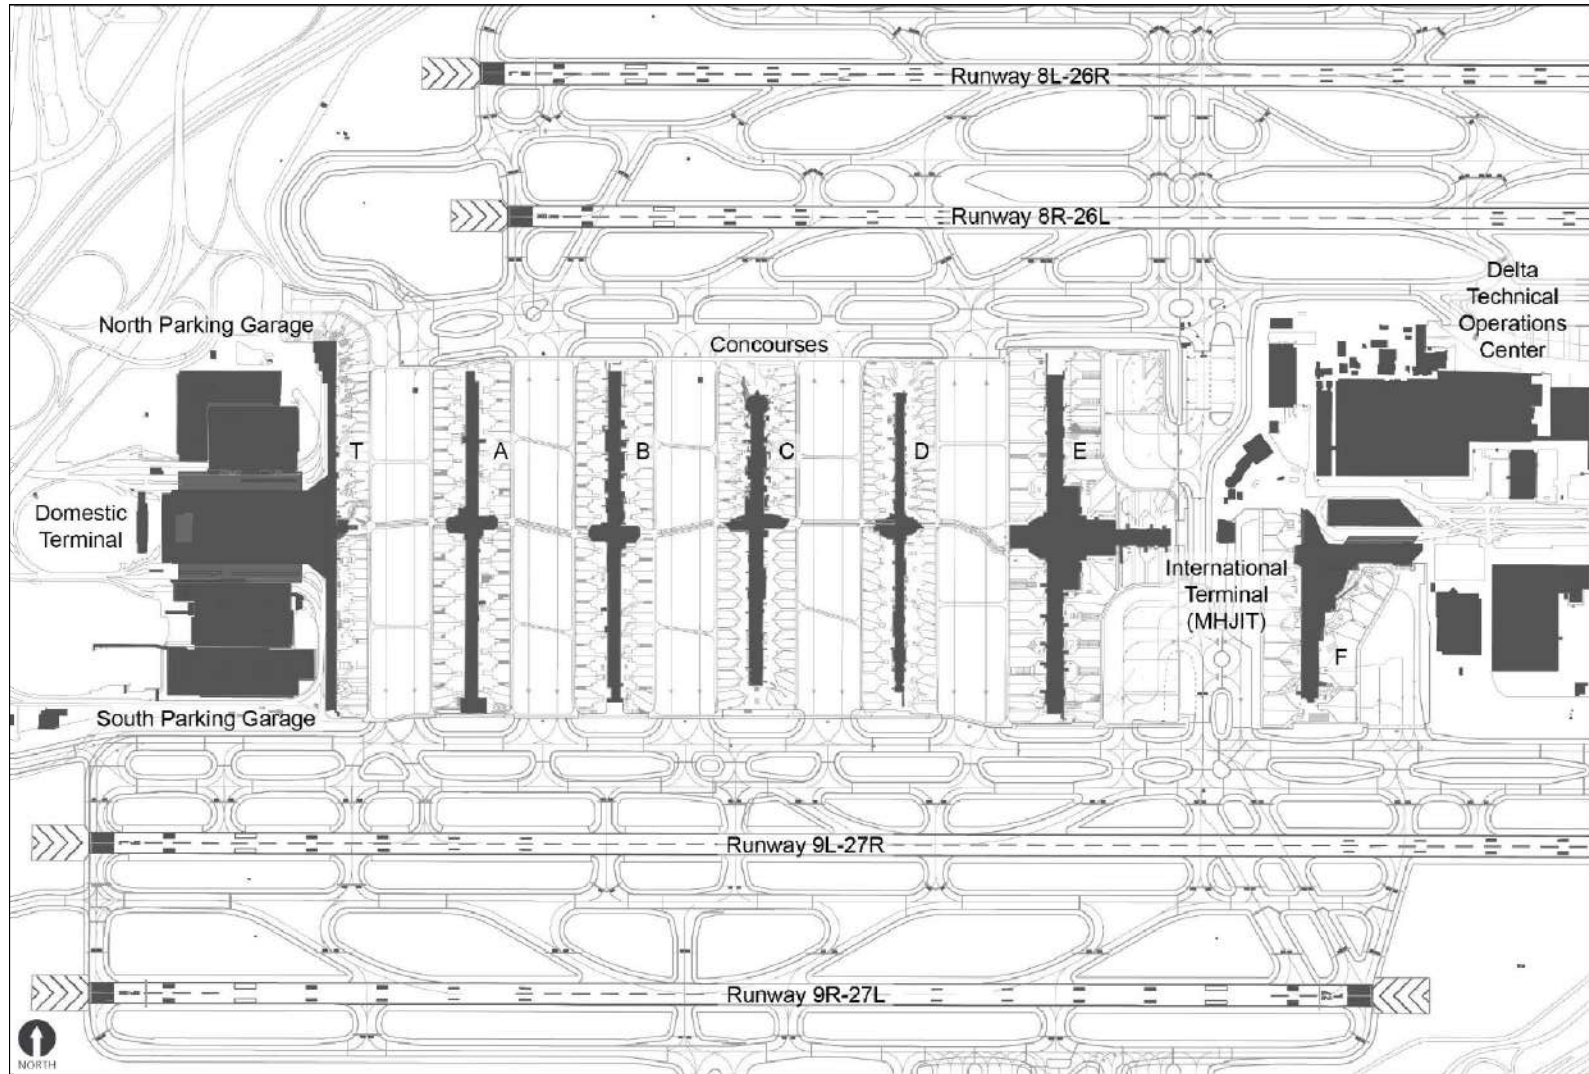 Runway 8L-26R
Runway 8R-26L
Delta
Technical
Operations
Center
North Parking Garage
Concourses
T
A
B
C
D
E
Domestic
Terminal
International
Terminal
(MHJIT)
F
South Parking Garage
Runway 9L-27R
Runway 9R-27L
NORTH